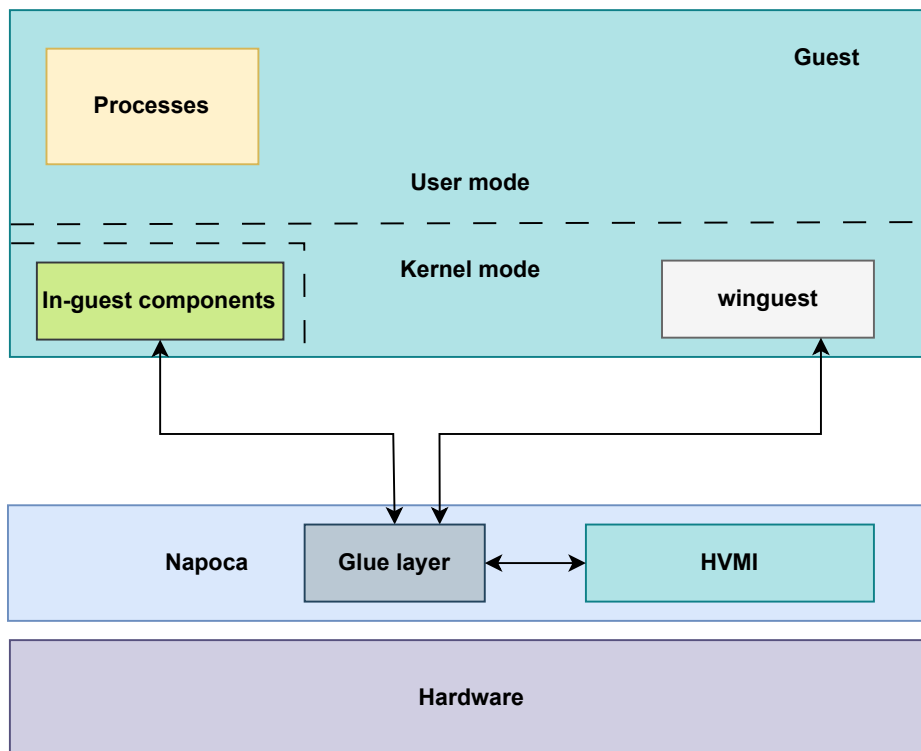 Guest
Processes
User mode
Kernel mode
In-guest components
winguest
Napoca
Glue layer
HVMI
Hardware